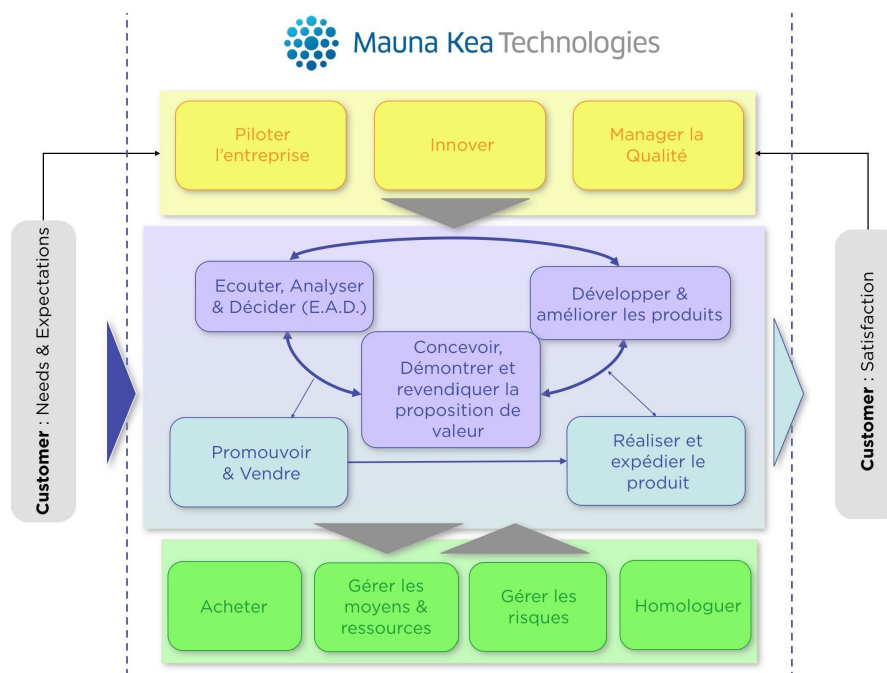 Mauna Kea Technologies
Piloter
l'entreprise
Innover
Manager la
Qualité
Customer : Needs & Expectations
Ecouter, Analyser
& Décider (E.A.D.)
Développer &
améliorer les produits
Concevoir,
Démontrer et
revendiquer la
proposition de
valeur
Promouvoir
& Vendre
Réaliser et
expédier le
produit
Customer : Satisfaction
Acheter
Gérer les
moyens &
ressources
Gérer les
risques
Homologuer